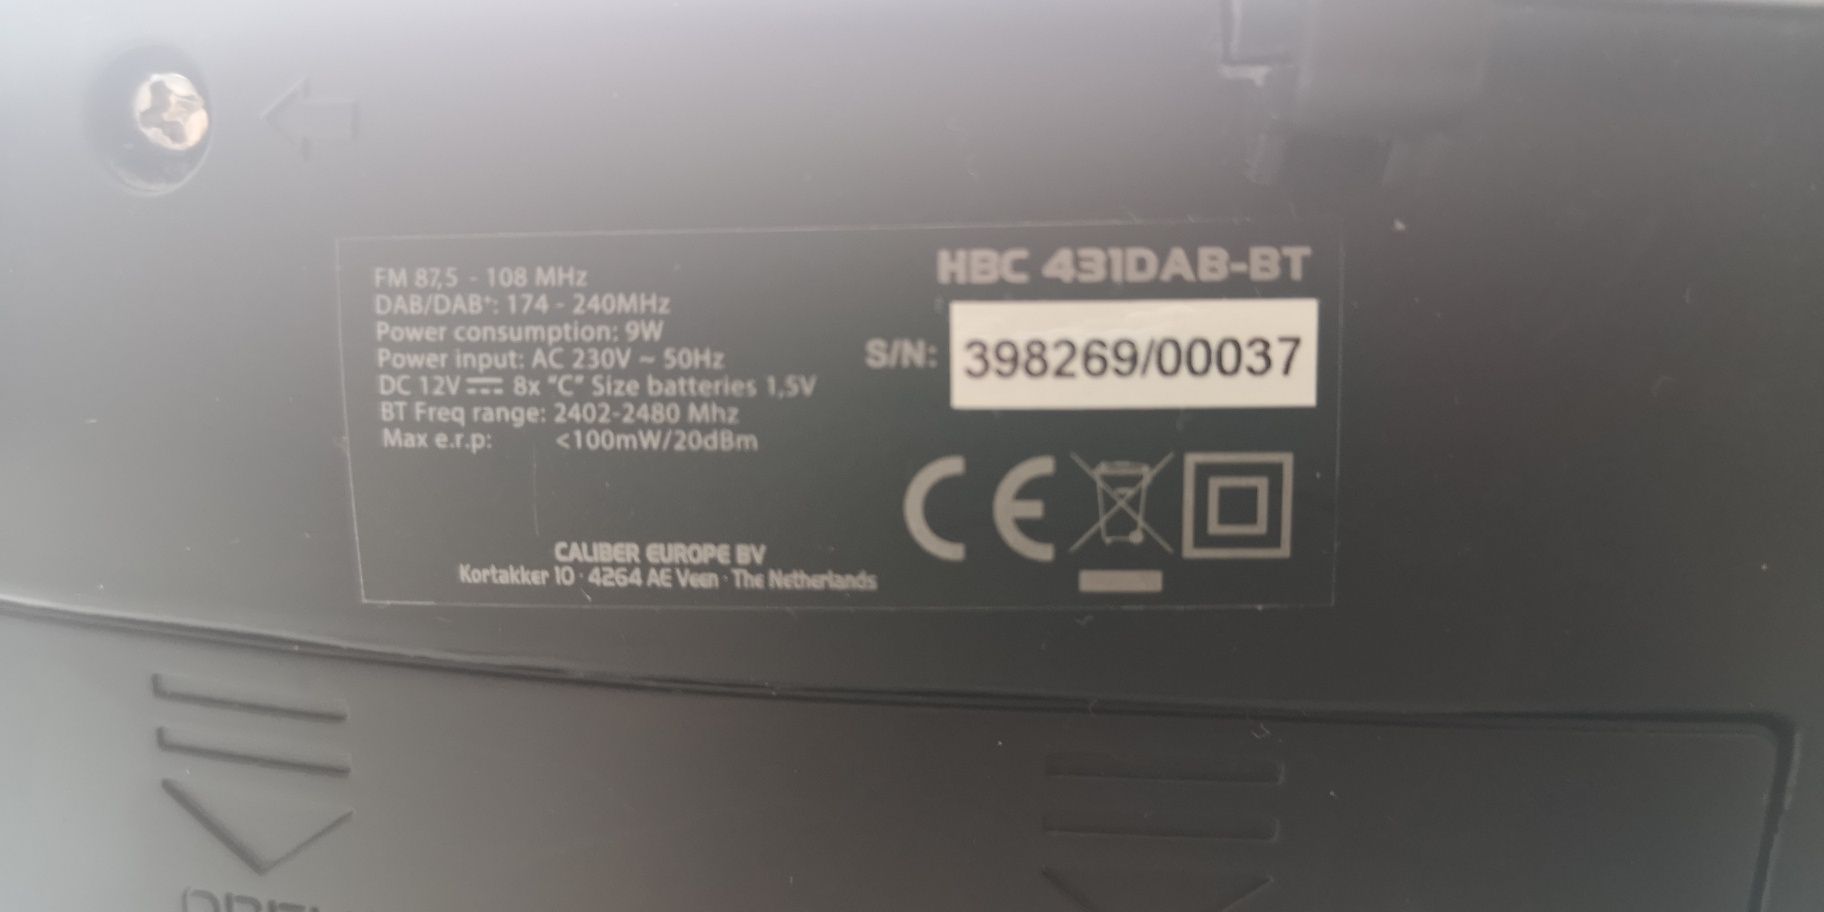 FM 87,5 - 108 MHz
DAB/DAB+: 174 - 240MHz
Power consumption: 9W
Power input: AC 230V ~ 50Hz
DC 12V 8x "C" Size batteries 1,5V
BT Freq range: 2402-2480 Mhz
Max e.r.p: <100mW/20dBm
HBC 431DAB-BT
S/N: 398269/00037
CE
CALIBER EUROPE BV
Kortakker 10 · 4264 AE Veen · The Netherlands